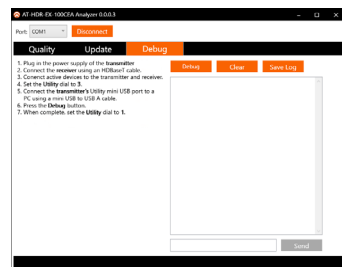 AT-HDR-EX-100CEA Analyzer 0.0.0.3
Port: COM1 Disconnect
Quality Update Debug
1. Plug in the power supply of the transmitter
2. Connect the receiver using an HDBaseT cable.
3. Conenct active devices to the transmitter and receiver.
4. Set the Utility dial to 3.
5. Connect the transmitter's Utility mini USB port to a
PC using a mini USB to USB A cable.
6. Press the Debug button.
7. When complete, set the Utility dial to 1.
Debug Clear Save Log
Send